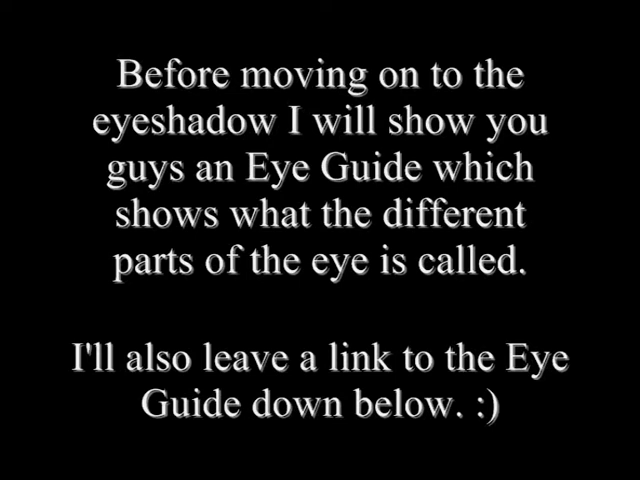 Before moving on to the
eyeshadow I will show you
guys an Eye Guide which
shows what the different
parts of the eye is called.
I'll also leave a link to the Eye
Guide down below. :)